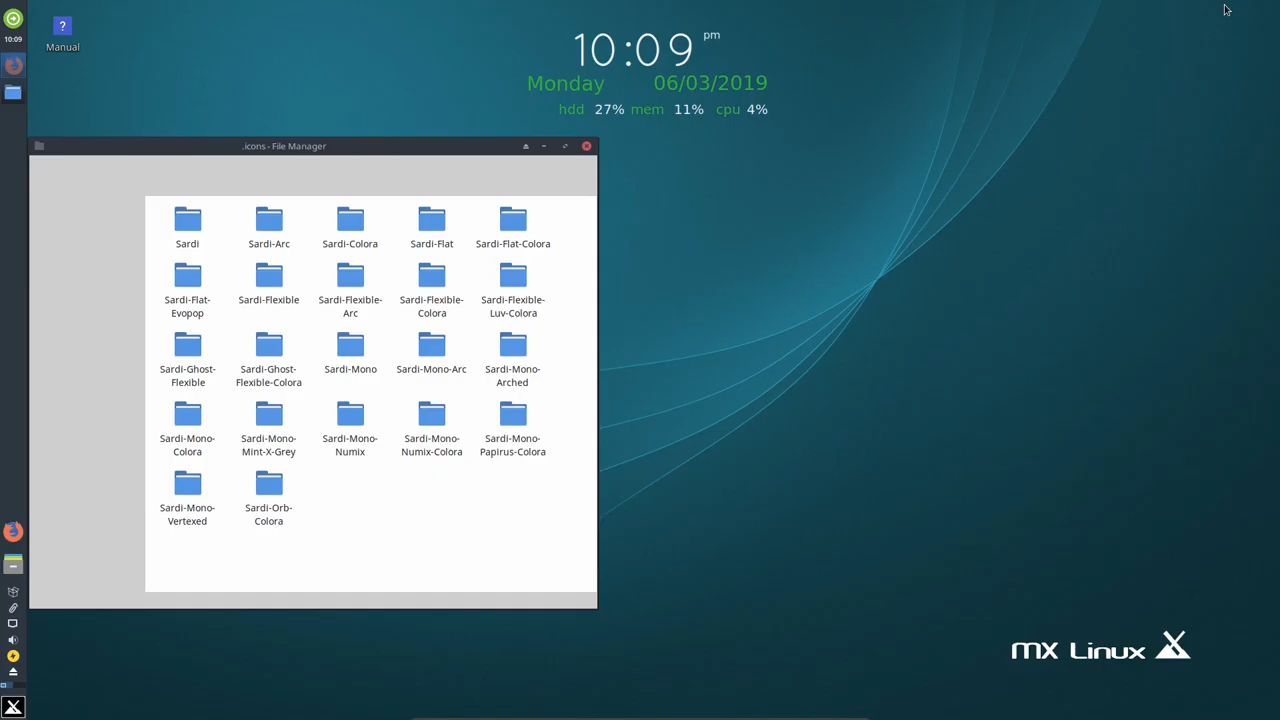 10:09
Manual
10:09 pm
Monday 06/03/2019
hdd 27% mem 11% cpu 4%
.icons - File Manager
Sardi
Sardi-Arc
Sardi-Colora
Sardi-Flat
Sardi-Flat-Colora
Sardi-Flat-
Evopop
Sardi-Flexible
Sardi-Flexible-
Arc
Sardi-Flexible-
Colora
Sardi-Flexible-
Luv-Colora
Sardi-Ghost-
Flexible
Sardi-Ghost-
Flexible-Colora
Sardi-Mono
Sardi-Mono-Arc
Sardi-Mono-
Arched
Sardi-Mono-
Colora
Sardi-Mono-
Mint-X-Grey
Sardi-Mono-
Numix
Sardi-Mono-
Numix-Colora
Sardi-Mono-
Papirus-Colora
Sardi-Mono-
Vertexed
Sardi-Orb-
Colora
mx Linux